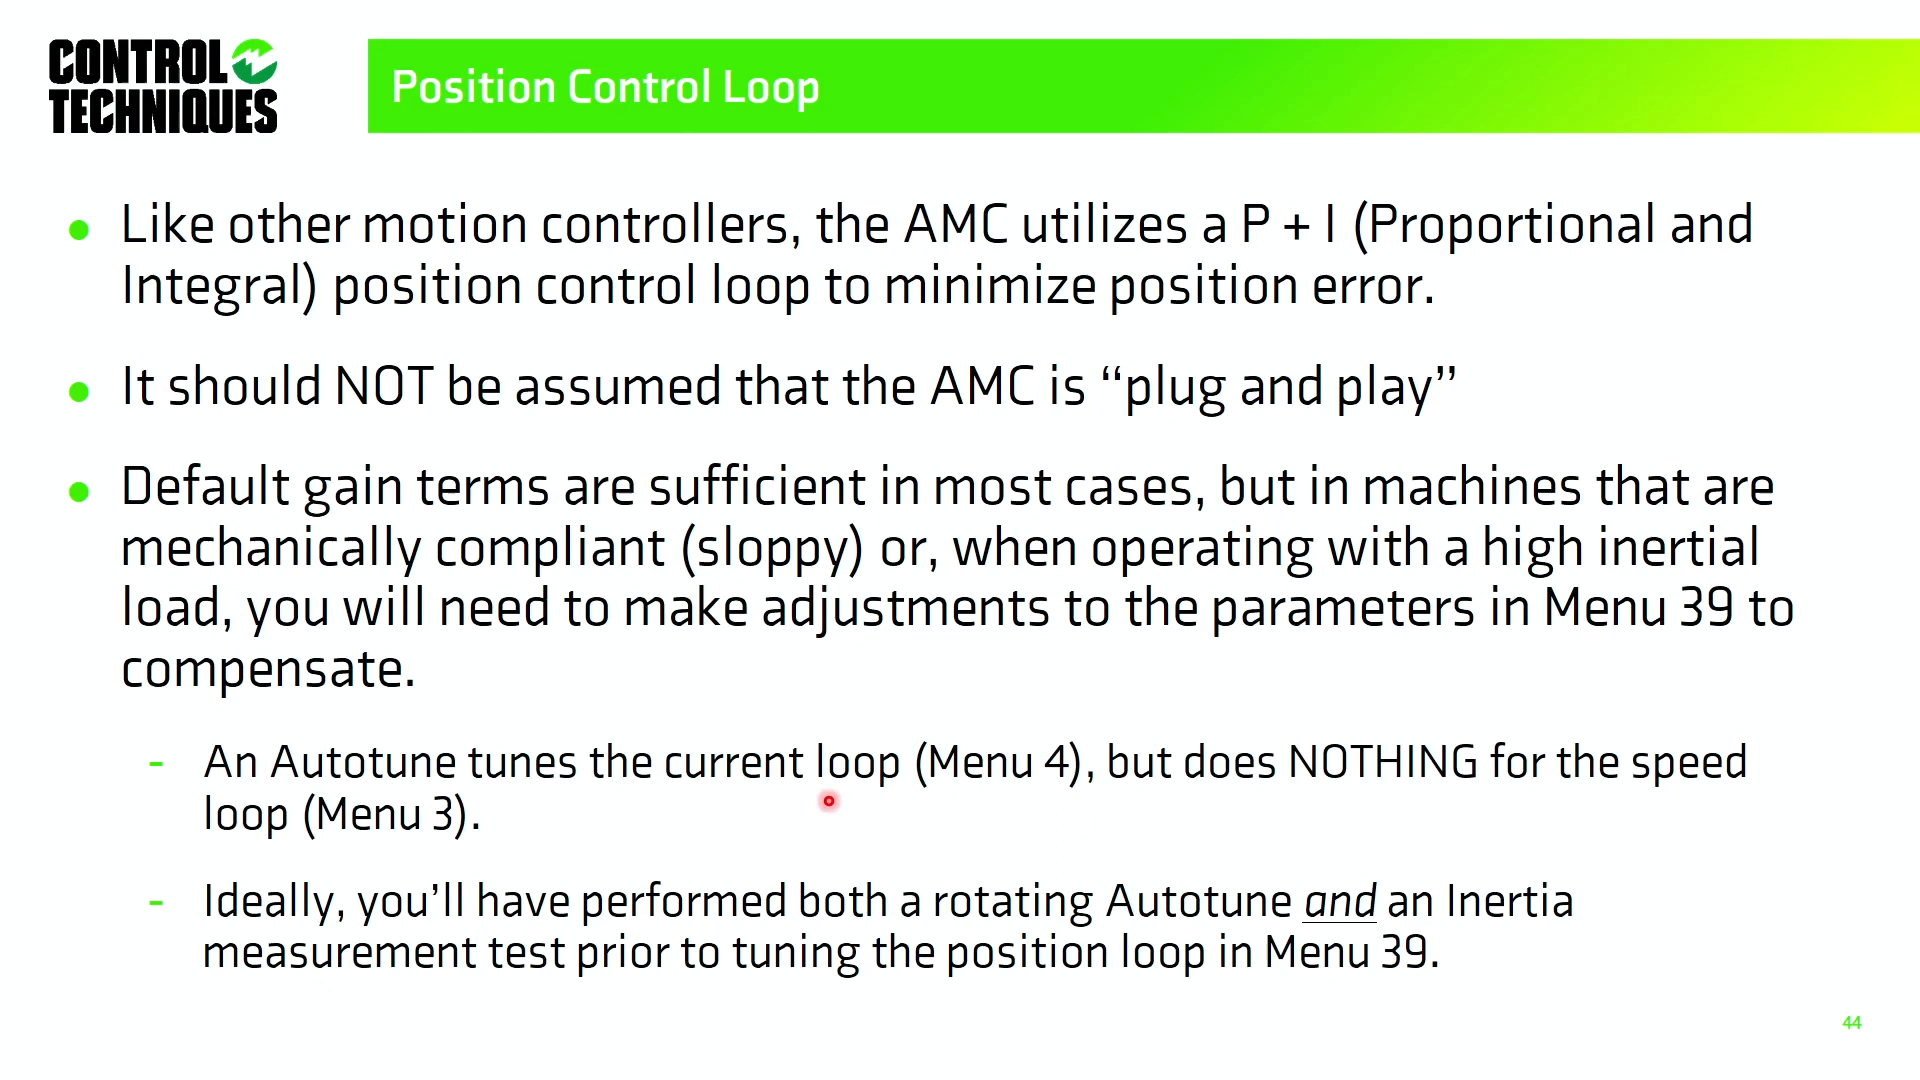 CONTROL
TECHNIQUES
Position Control Loop
Like other motion controllers, the AMC utilizes a P + I (Proportional and
Integral) position control loop to minimize position error.
It should NOT be assumed that the AMC is “plug and play”
Default gain terms are sufficient in most cases, but in machines that are
mechanically compliant (sloppy) or, when operating with a high inertial
load, you will need to make adjustments to the parameters in Menu 39 to
compensate.
- An Autotune tunes the current loop (Menu 4), but does NOTHING for the speed
loop (Menu 3).
- Ideally, you’ll have performed both a rotating Autotune and an Inertia
measurement test prior to tuning the position loop in Menu 39.
44